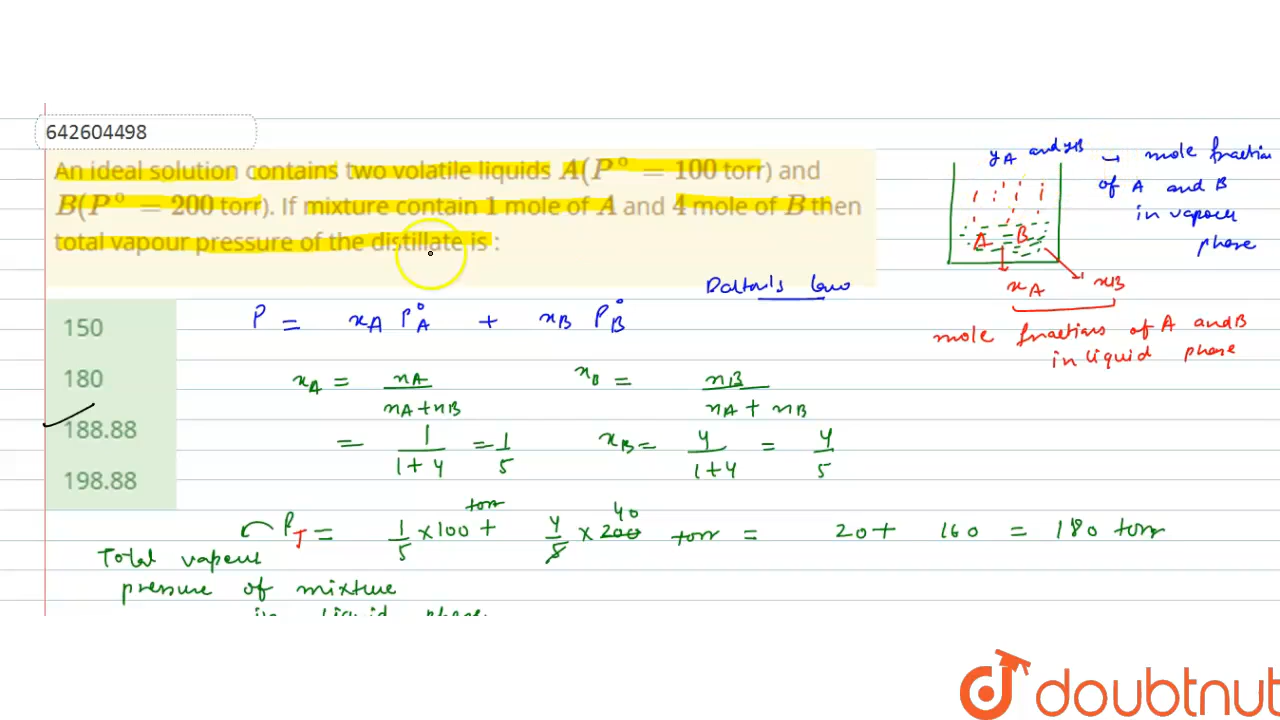 642604498
An ideal solution contains two volatile liquids A(P° = 100 torr) and
B(P° = 200 torr). If mixture contain 1 mole of A and 4 mole of B then
total vapour pressure of the distillate is :
150
180
188.88
198.88
Dalton's law
P = xA P°A + xB P°B
xA = nA / nA+nB xB = nB / nA + nB
= 1 / 1+4 = 1/5 xB = 4 / 1+4 = 4/5
PT = 1/5 × 100 torr + 4/5 × 200 40 torr = 20 + 160 = 180 torr
Total vapour
pressure of mixture
in liquid phase
yA and yB → mole fraction
of A and B
in vapour
phase
A B
xA xB
mole fractions of A and B
in liquid phase
doubtnut